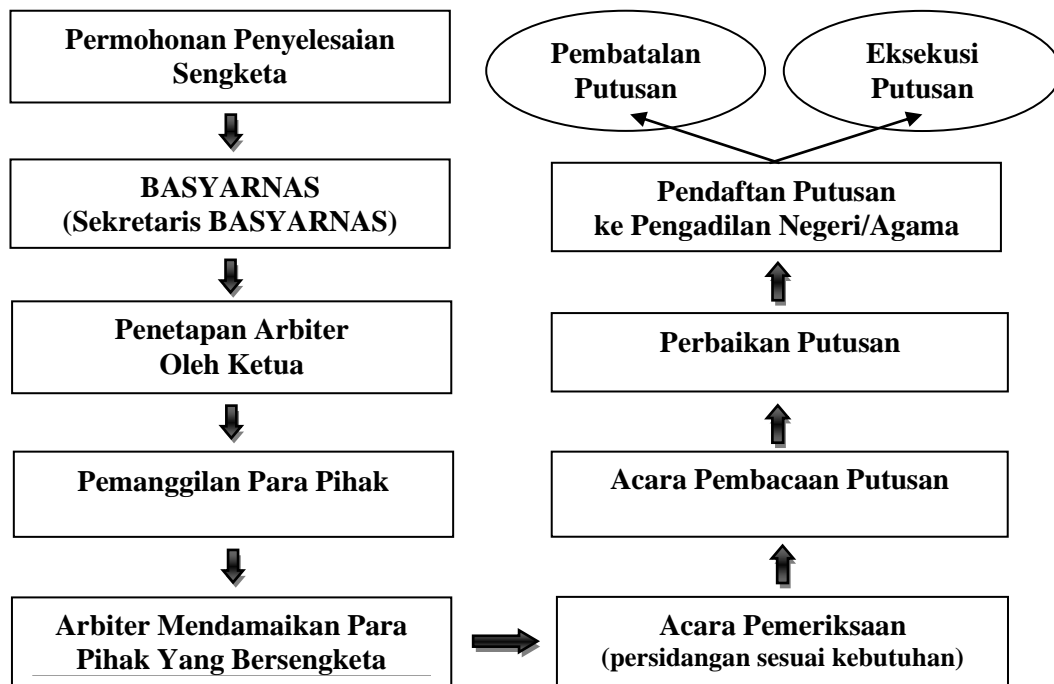 Permohonan Penyelesaian
Sengketa
BASYARNAS
(Sekretaris BASYARNAS)
Penetapan Arbiter
Oleh Ketua
Pemanggilan Para Pihak
Arbiter Mendamaikan Para
Pihak Yang Bersengketa
Acara Pemeriksaan
(persidangan sesuai kebutuhan)
Acara Pembacaan Putusan
Perbaikan Putusan
Pendaftan Putusan
ke Pengadilan Negeri/Agama
Pembatalan
Putusan
Eksekusi
Putusan